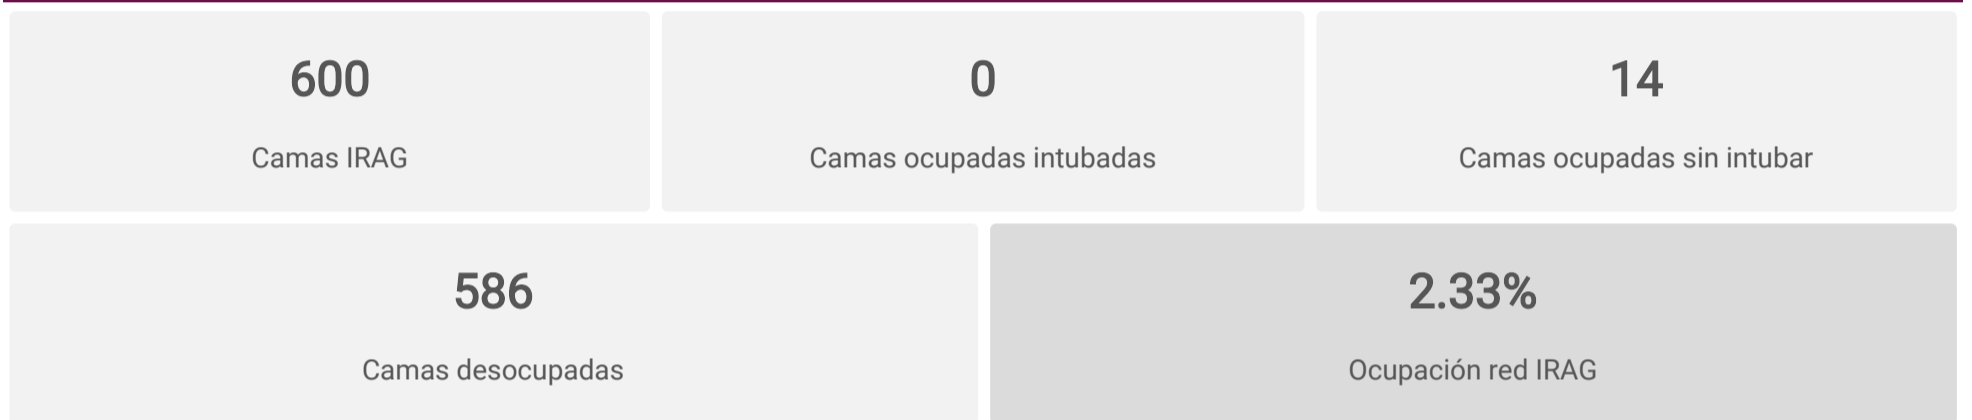 600
Camas IRAG
0
Camas ocupadas intubadas
14
Camas ocupadas sin intubar
586
Camas desocupadas
2.33%
Ocupación red IRAG